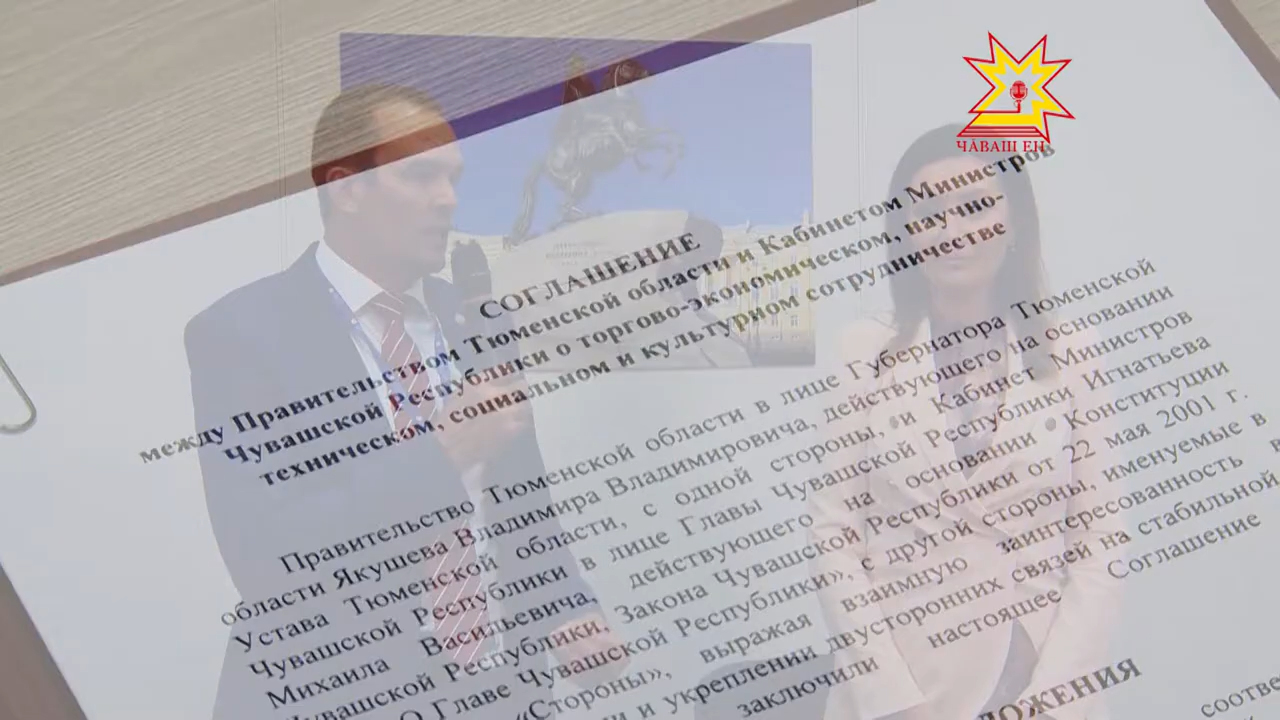 ЧӐВАШ ЕН
СОГЛАШЕНИЕ
между Правительством Тюменской области и Кабинетом Министров
Чувашской Республики о торгово-экономическом, научно-
техническом, социальном и культурном сотрудничестве
Правительство Тюменской области в лице Губернатора Тюменской
области Якушева Владимира Владимировича, действующего на основании
Устава Тюменской области, с одной стороны, и Кабинет Министров
Чувашской Республики в лице Главы Чувашской Республики Игнатьева
Михаила Васильевича, действующего на основании Конституции
Чувашской Республики, Закона Чувашской Республики от 22 мая 2001 г.
О Главе Чувашской Республики», с другой стороны, именуемые в
«Стороны», выражая взаимную заинтересованность в
и укреплении двусторонних связей на стабильной
заключили настоящее Соглашение
соотве